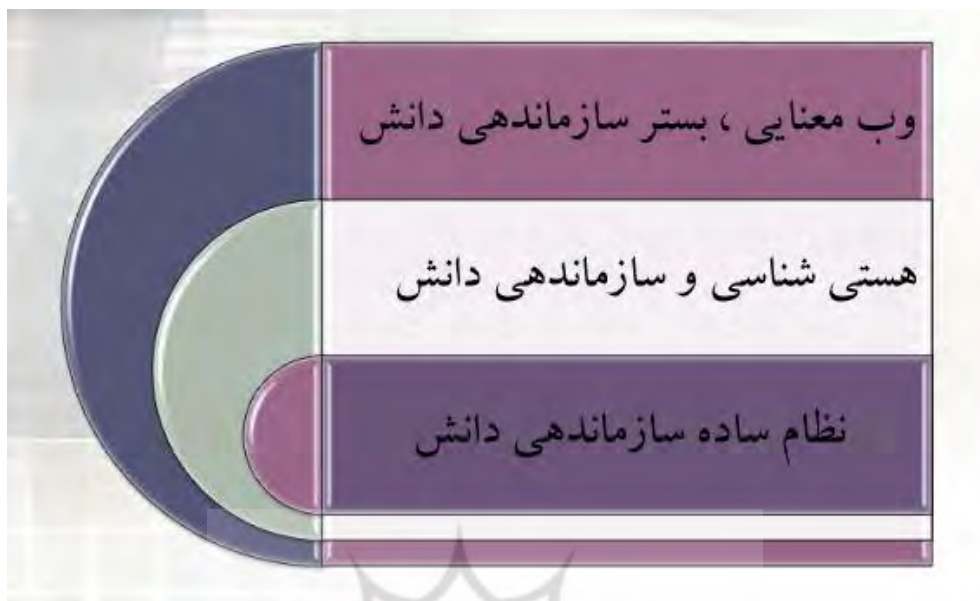 وب معنایی ، بستر سازماندهی دانش
هستی شناسی و سازماندهی دانش
نظام ساده سازماندهی دانش